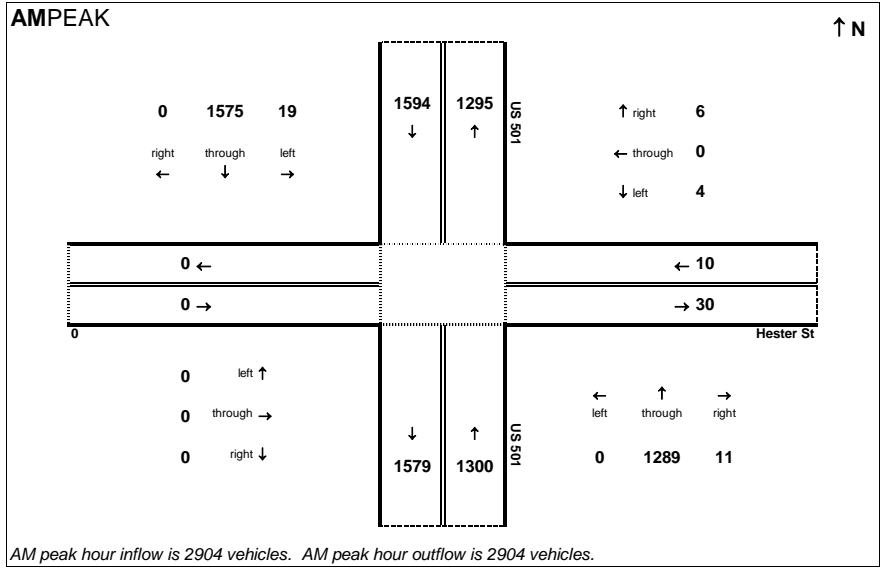 AMPEAK
↑ N
0 1575 19
right through left
← ↓ →
1594 1295
↓ ↑
US 501
↑ right 6
← through 0
↓ left 4
0 ←
← 10
0 →
→ 30
0
Hester St
0 left ↑
0 through →
0 right ↓
↓ ↑
1579 1300
US 501
← ↑ →
left through right
0 1289 11
AM peak hour inflow is 2904 vehicles. AM peak hour outflow is 2904 vehicles.